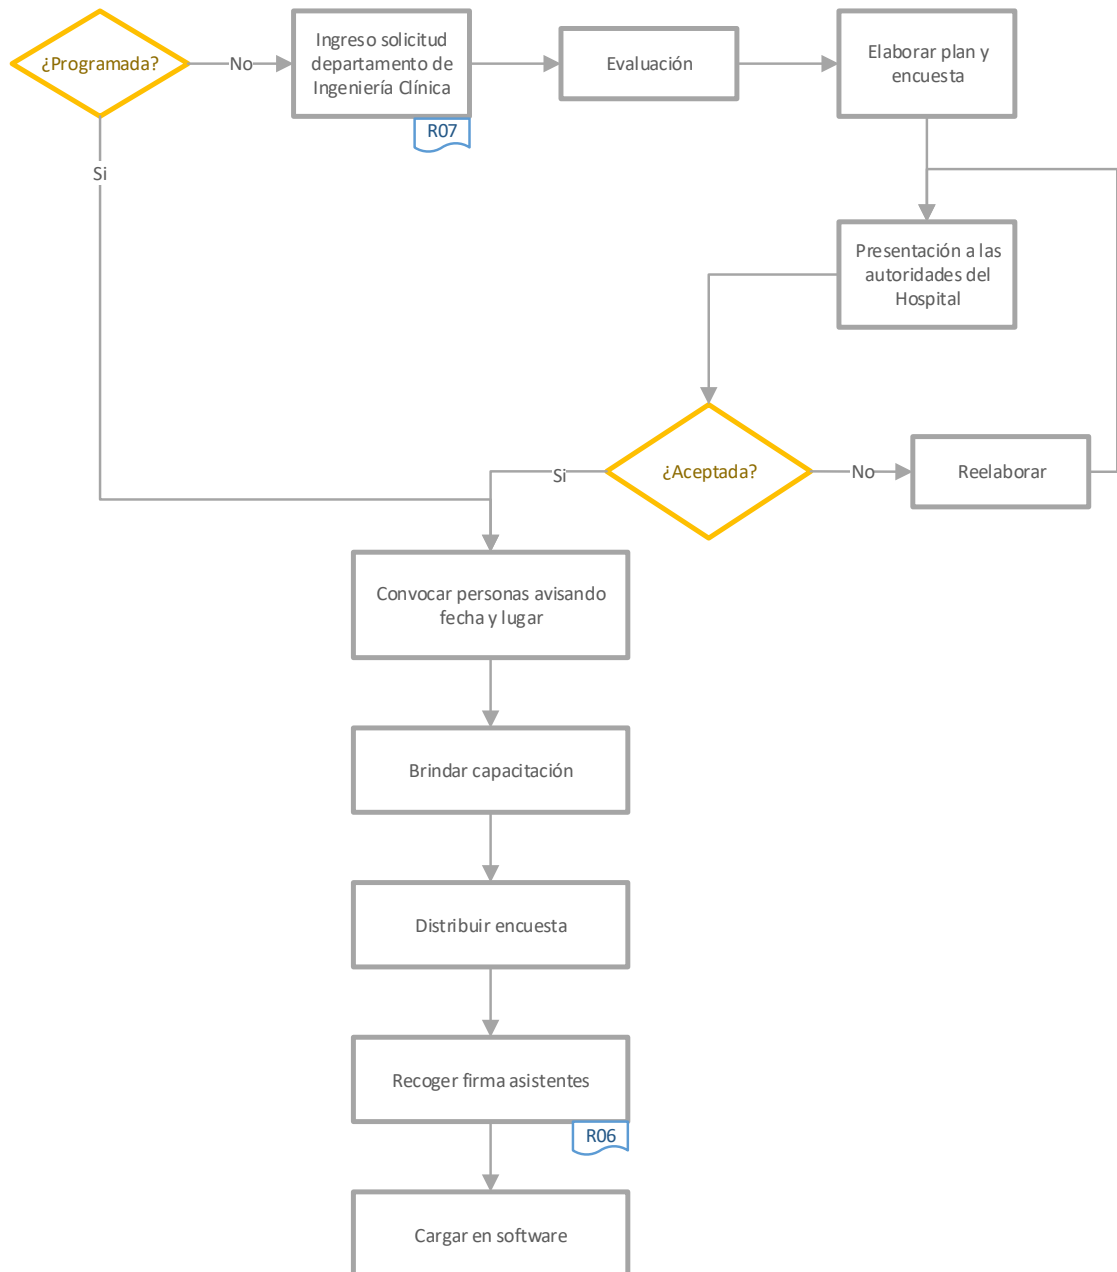 ¿Programada?
No
Ingreso solicitud
departamento de
Ingeniería Clínica
R07
Evaluación
Elaborar plan y
encuesta
Si
Presentación a las
autoridades del
Hospital
¿Aceptada?
Si
No
Reelaborar
Convocar personas avisando
fecha y lugar
Brindar capacitación
Distribuir encuesta
Recoger firma asistentes
R06
Cargar en software